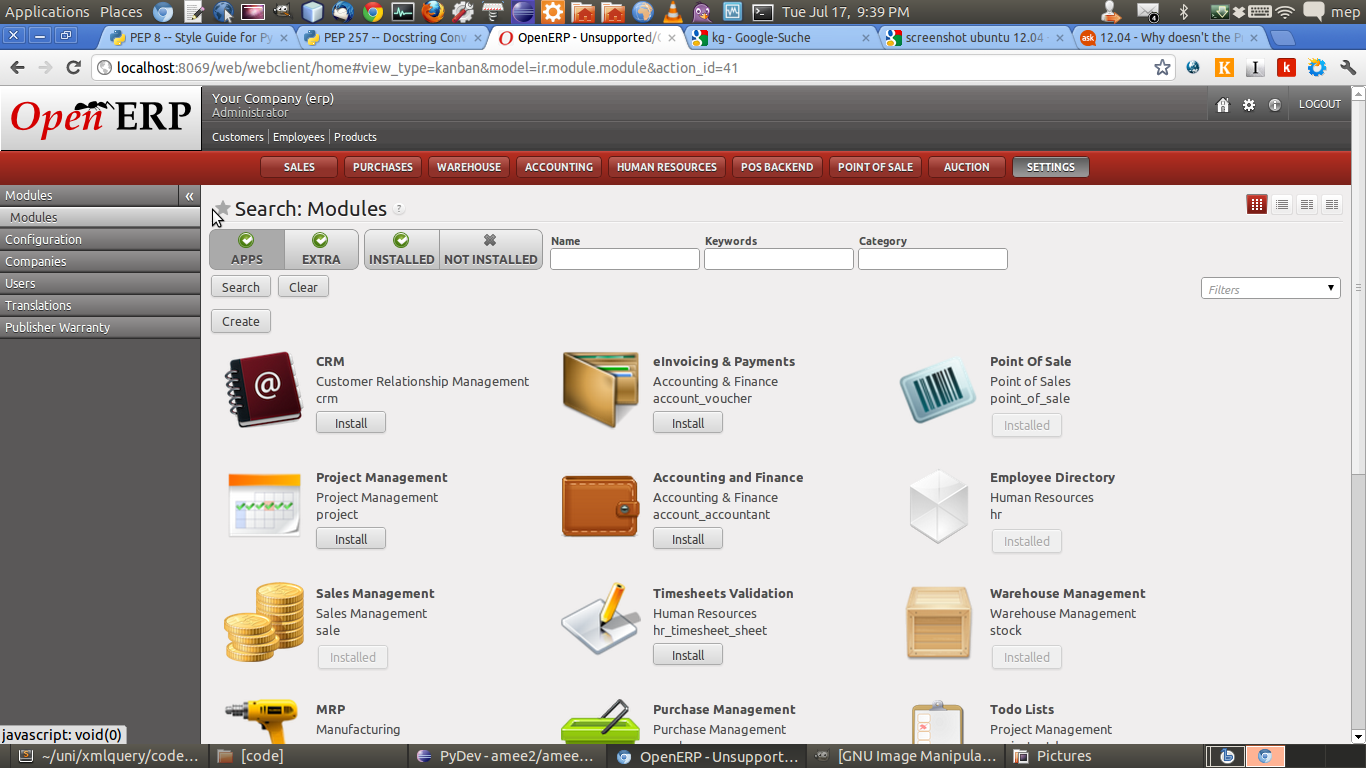 Applications Places Tue Jul 17, 9:39 PM mep
PEP 8 -- Style Guide for Py
PEP 257 -- Docstring Conv
OpenERP - Unsupported/C
kg - Google-Suche
screenshot ubuntu 12.04
ask 12.04 - Why doesn't the P
localhost:8069/web/webclient/home#view_type=kanban&model=ir.module.module&action_id=41
K I k
Open ERP
Your Company (erp)
Administrator
LOGOUT
Customers Employees Products
SALES PURCHASES WAREHOUSE ACCOUNTING HUMAN RESOURCES POS BACKEND POINT OF SALE AUCTION SETTINGS
Modules «
Modules
Configuration
Companies
Users
Translations
Publisher Warranty
Search: Modules ?
APPS EXTRA INSTALLED NOT INSTALLED
Name Keywords Category
Search Clear
Filters
Create
CRM
Customer Relationship Management
crm
Install
eInvoicing & Payments
Accounting & Finance
account_voucher
Install
Point Of Sale
Point of Sales
point_of_sale
Installed
Project Management
Project Management
project
Install
Accounting and Finance
Accounting & Finance
account_accountant
Install
Employee Directory
Human Resources
hr
Installed
Sales Management
Sales Management
sale
Installed
Timesheets Validation
Human Resources
hr_timesheet_sheet
Install
Warehouse Management
Warehouse Management
stock
Installed
MRP
Manufacturing
Purchase Management
Purchase Management
Todo Lists
Project Management
javascript: void(0)
~/uni/xmlquery/code...
[code]
PyDev - amee2/amee...
OpenERP - Unsupport...
[GNU Image Manipula...
Pictures